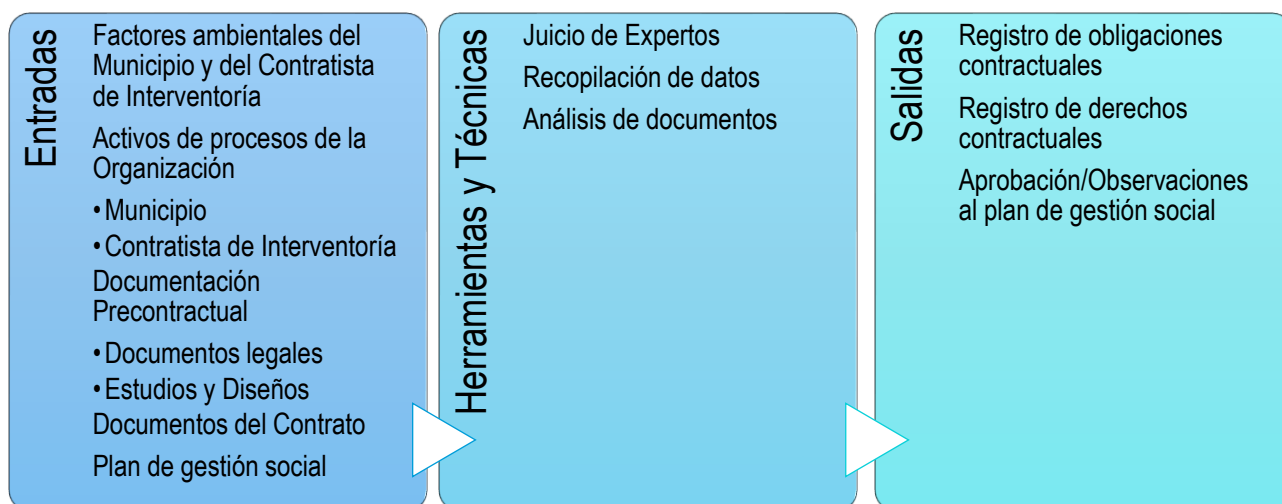 Entradas
Factores ambientales del
Municipio y del Contratista
de Interventoría
Activos de procesos de la
Organización
• Municipio
• Contratista de Interventoría
Documentación
Precontractual
• Documentos legales
• Estudios y Diseños
Documentos del Contrato
Plan de gestión social
Herramientas y Técnicas
Juicio de Expertos
Recopilación de datos
Análisis de documentos
Salidas
Registro de obligaciones
contractuales
Registro de derechos
contractuales
Aprobación/Observaciones
al plan de gestión social